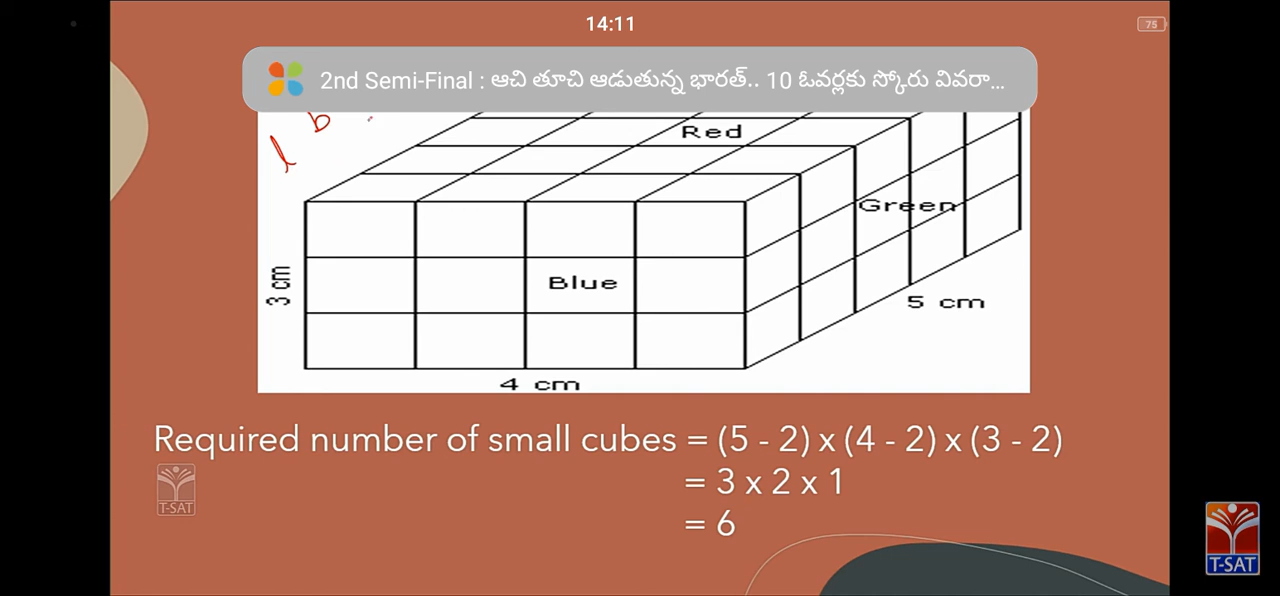 14:11
75
2nd Semi-Final : ఆచి తూచి ఆడుతున్న భారత్.. 10 ఓవర్లకు స్కోరు వివరా...
l b
Red
Green
3 cm
Blue
5 cm
4 cm
Required number of small cubes = (5 - 2) x (4 - 2) x (3 - 2)
= 3 x 2 x 1
T-SAT
= 6
T-SAT